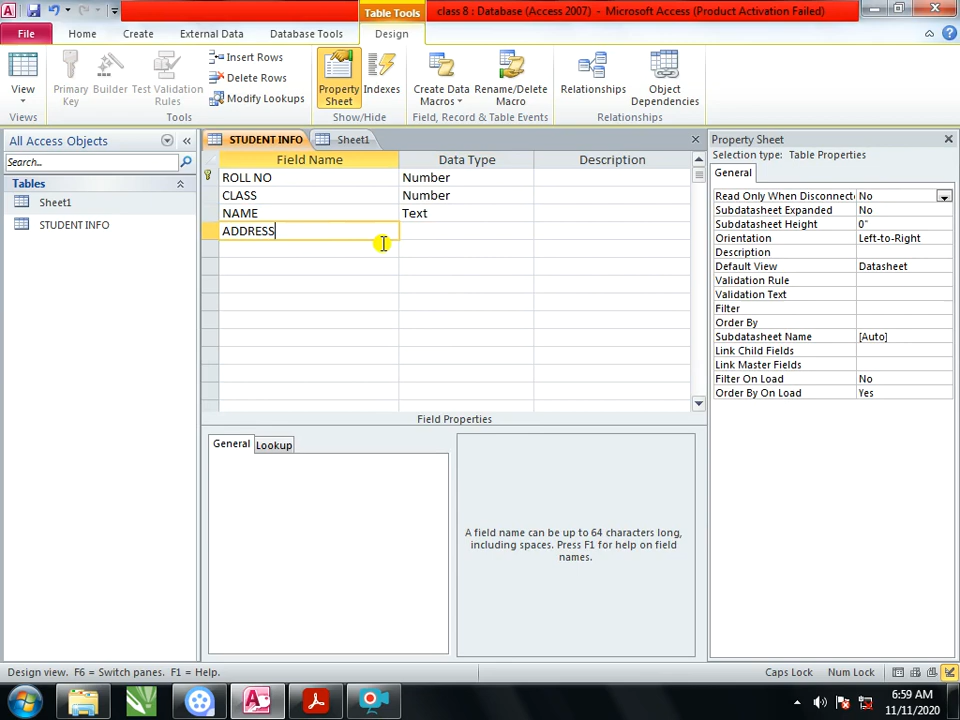 Table Tools
class 8 : Database (Access 2007) - Microsoft Access (Product Activation Failed)
File Home Create External Data Database Tools Design
View
Primary Key
Builder
Test Validation Rules
Insert Rows
Delete Rows
Modify Lookups
Property Sheet
Indexes
Create Data Macros
Rename/Delete Macro
Relationships
Object Dependencies
Views Tools Show/Hide Field, Record & Table Events Relationships
All Access Objects
Search...
Tables
Sheet1
STUDENT INFO
STUDENT INFO Sheet1
Field Name Data Type Description
ROLL NO Number
CLASS Number
NAME Text
ADDRESS
Field Properties
General Lookup
A field name can be up to 64 characters long,
including spaces. Press F1 for help on field
names.
Property Sheet
Selection type: Table Properties
General
Read Only When Disconnect No
Subdatasheet Expanded No
Subdatasheet Height 0"
Orientation Left-to-Right
Description
Default View Datasheet
Validation Rule
Validation Text
Filter
Order By
Subdatasheet Name [Auto]
Link Child Fields
Link Master Fields
Filter On Load No
Order By On Load Yes
Design view. F6 = Switch panes. F1 = Help.
Caps Lock Num Lock
6:59 AM
11/11/2020